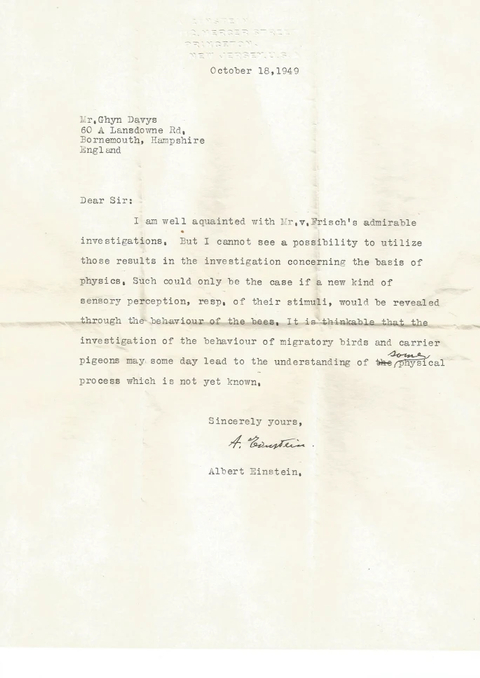 PRINCETON,
NEW JERSEY, U.S.A.
October 18,1949
Mr.Ghyn Davys
60 A Lansdowne Rd.
Bornemouth, Hampshire
England
Dear Sir:
I am well aquainted with Mr.v.Frisch's admirable
investigations. But I cannot see a possibility to utilize
those results in the investigation concerning the basis of
physics. Such could only be the case if a new kind of
sensory perception, resp. of their stimuli, would be revealed
through the behaviour of the bees. It is thinkable that the
investigation of the behaviour of migratory birds and carrier
pigeons may some day lead to the understanding of the some physical
process which is not yet known.
Sincerely yours,
A. Einstein.
Albert Einstein.